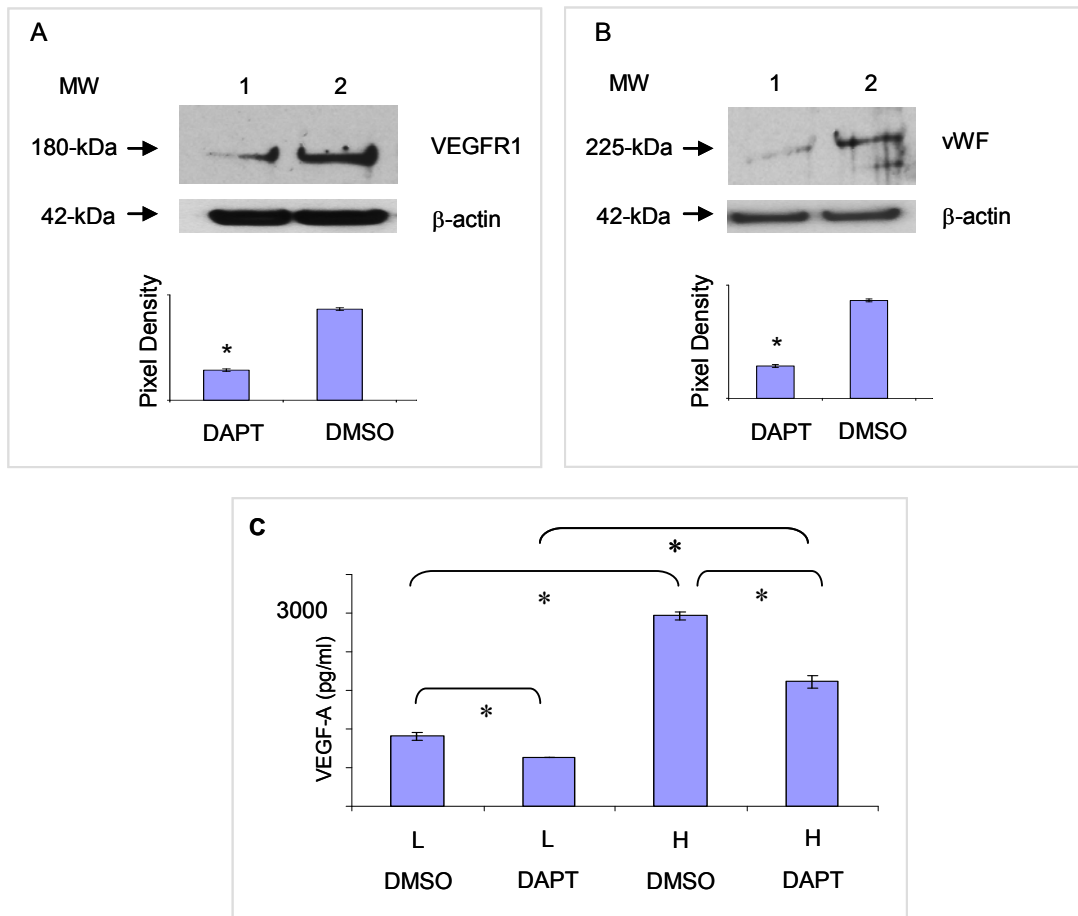 A
MW 1 2
180-kDa VEGFR1
42-kDa β-actin
Pixel Density
*
DAPT DMSO
B
MW 1 2
225-kDa vWF
42-kDa β-actin
Pixel Density
*
DAPT DMSO
C
*
* *
3000
*
VEGF-A (pg/ml)
L L H H
DMSO DAPT DMSO DAPT